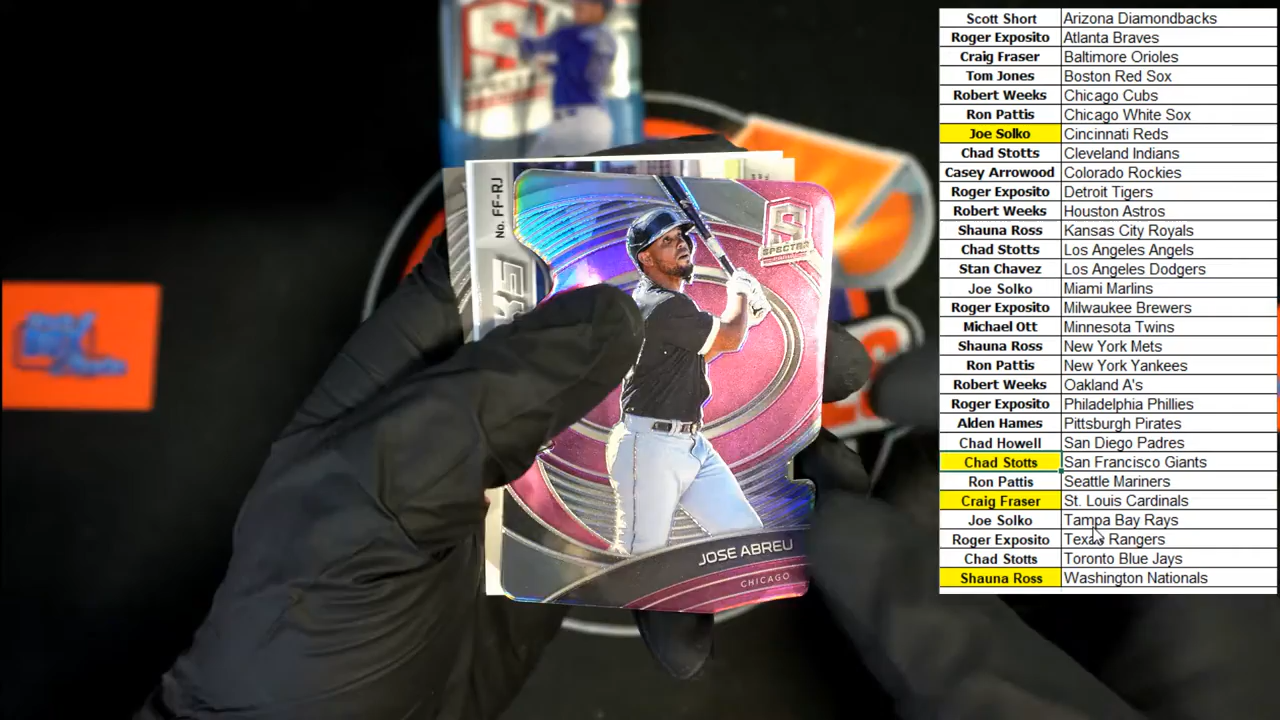 No. FF-RJ
SPECTRA
JOSE ABREU
CHICAGO
Scott Short Arizona Diamondbacks
Roger Exposito Atlanta Braves
Craig Fraser Baltimore Orioles
Tom Jones Boston Red Sox
Robert Weeks Chicago Cubs
Ron Pattis Chicago White Sox
Joe Solko Cincinnati Reds
Chad Stotts Cleveland Indians
Casey Arrowood Colorado Rockies
Roger Exposito Detroit Tigers
Robert Weeks Houston Astros
Shauna Ross Kansas City Royals
Chad Stotts Los Angeles Angels
Stan Chavez Los Angeles Dodgers
Joe Solko Miami Marlins
Roger Exposito Milwaukee Brewers
Michael Ott Minnesota Twins
Shauna Ross New York Mets
Ron Pattis New York Yankees
Robert Weeks Oakland A's
Roger Exposito Philadelphia Phillies
Alden Hames Pittsburgh Pirates
Chad Howell San Diego Padres
Chad Stotts San Francisco Giants
Ron Pattis Seattle Mariners
Craig Fraser St. Louis Cardinals
Joe Solko Tampa Bay Rays
Roger Exposito Texas Rangers
Chad Stotts Toronto Blue Jays
Shauna Ross Washington Nationals